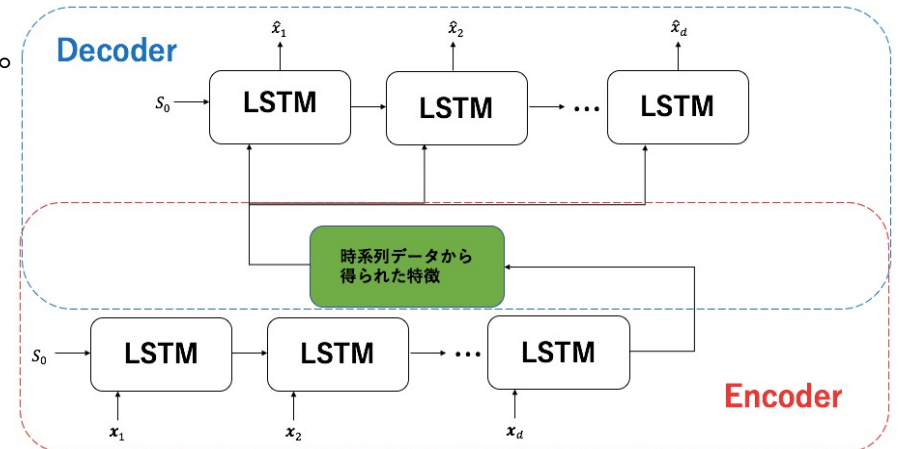 。
Decoder
x̂₁ x̂₂ x̂d
S₀ LSTM LSTM ••• LSTM
時系列データから
得られた特徴
S₀ LSTM LSTM ••• LSTM
Encoder
x₁ x₂ xd